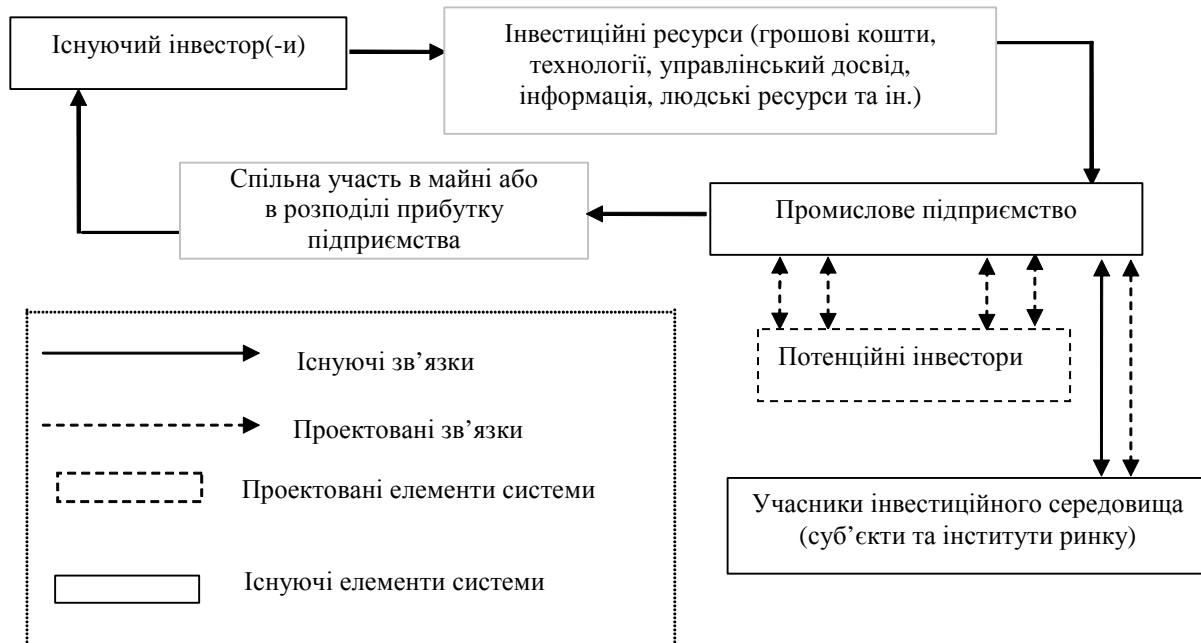 Існуючий інвестор(-и)
Інвестиційні ресурси (грошові кошти,
технології, управлінський досвід,
інформація, людські ресурси та ін.)
Спільна участь в майні або
в розподілі прибутку
підприємства
Промислове підприємство
Потенційні інвестори
Учасники інвестиційного середовища
(суб’єкти та інститути ринку)
Існуючі зв’язки
Проектовані зв’язки
Проектовані елементи системи
Існуючі елементи системи